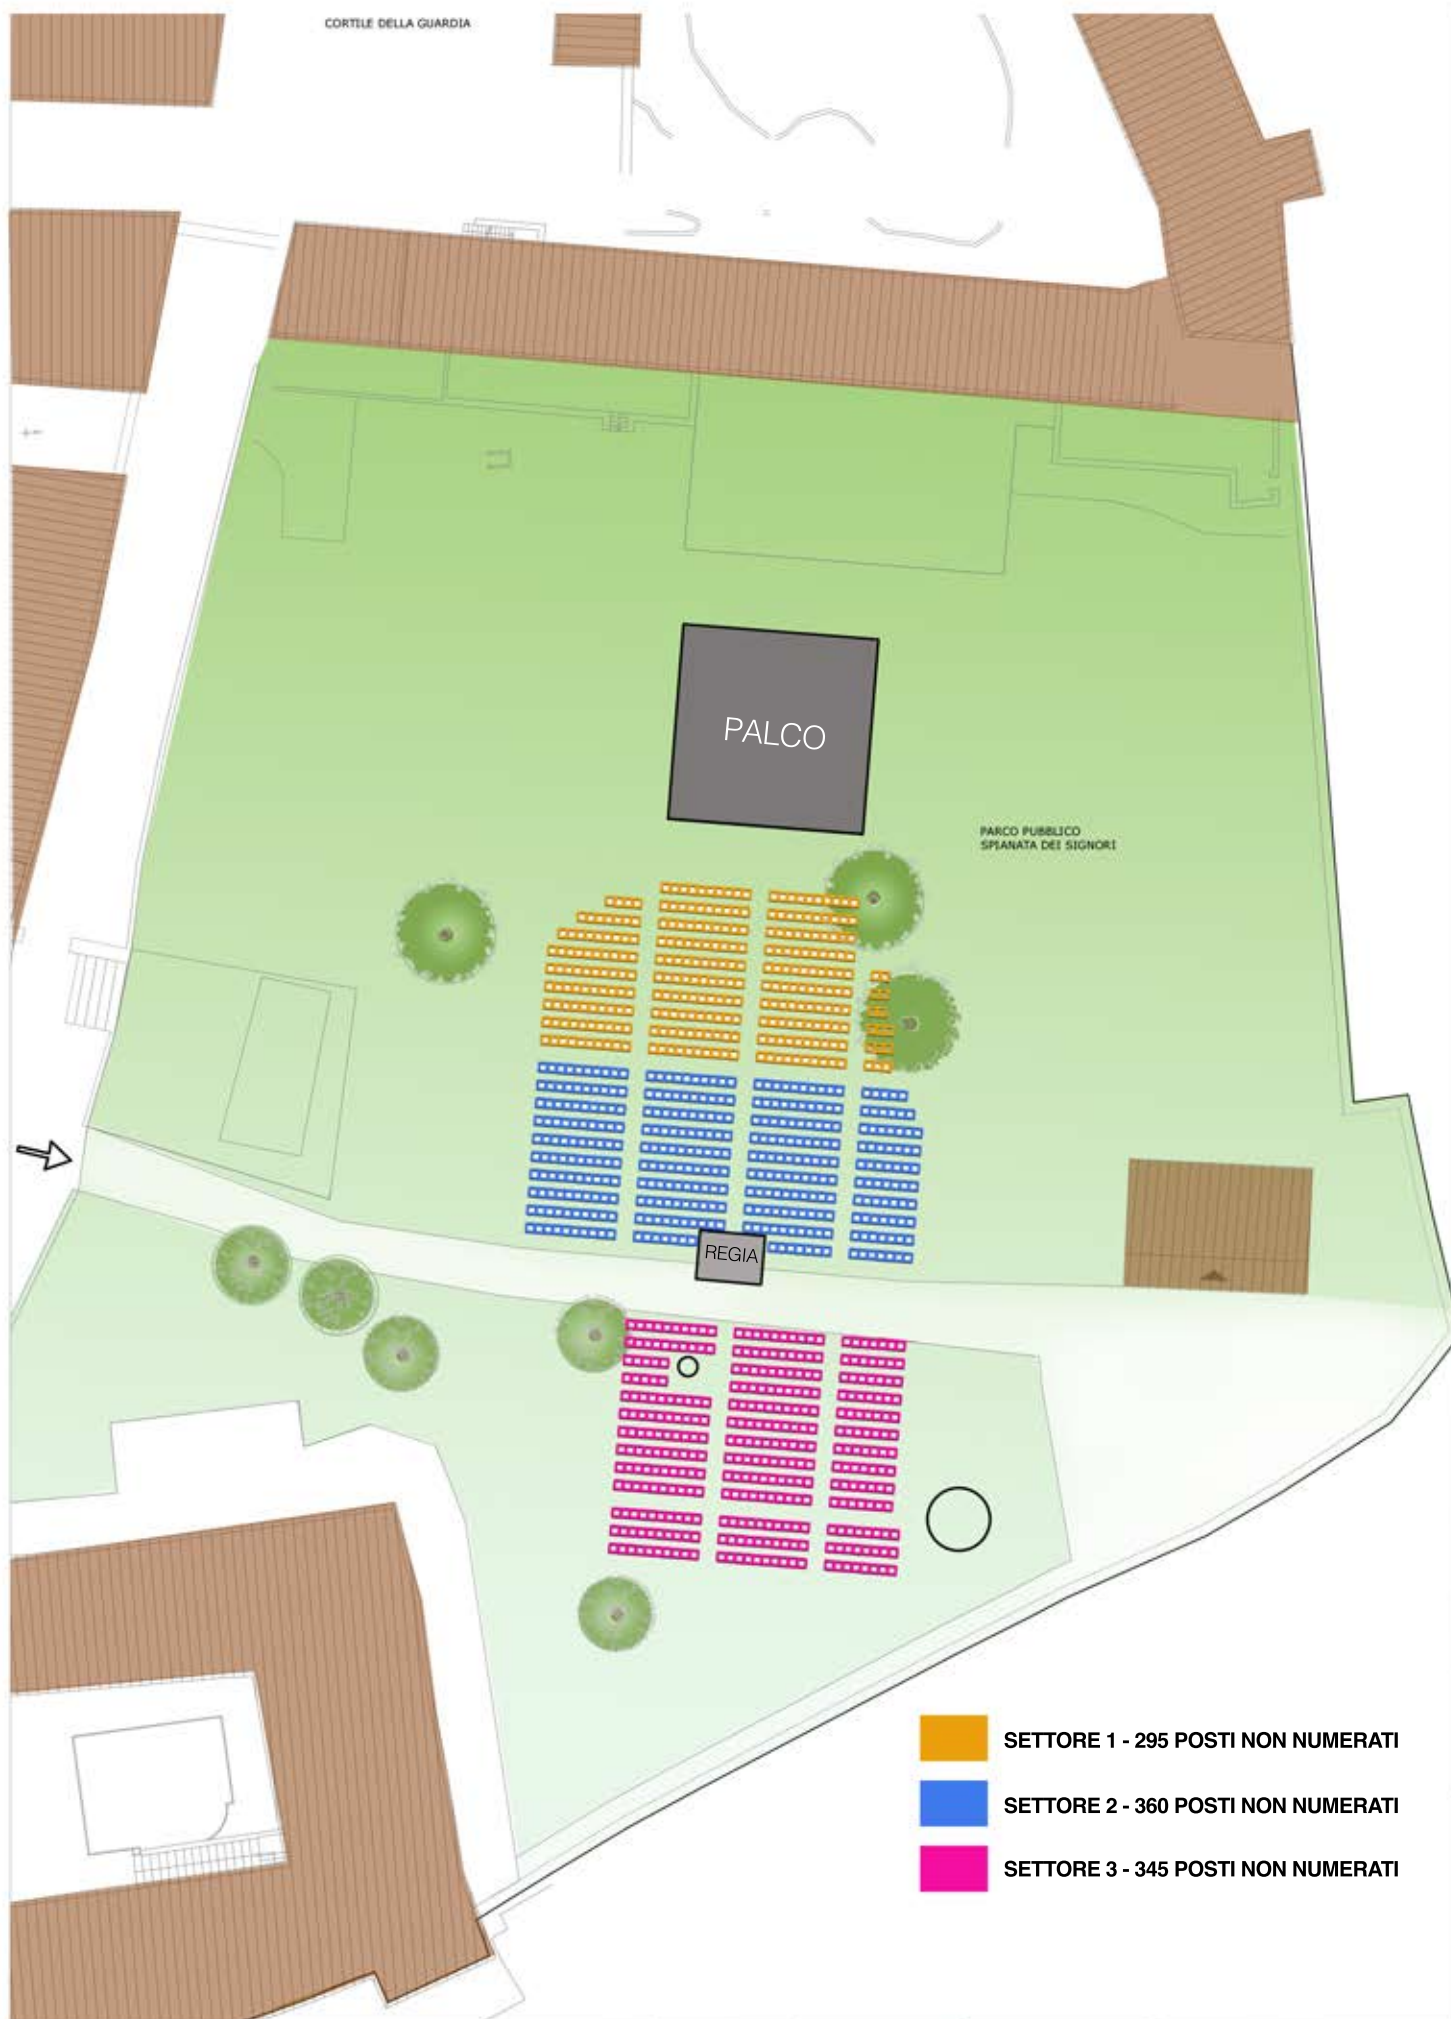 CORTILE DELLA GUARDIA
PALCO
PARCO PUBBLICO
SPIANATA DEI SIGNORI
REGIA
SETTORE 1 - 295 POSTI NON NUMERATI
SETTORE 2 - 360 POSTI NON NUMERATI
SETTORE 3 - 345 POSTI NON NUMERATI